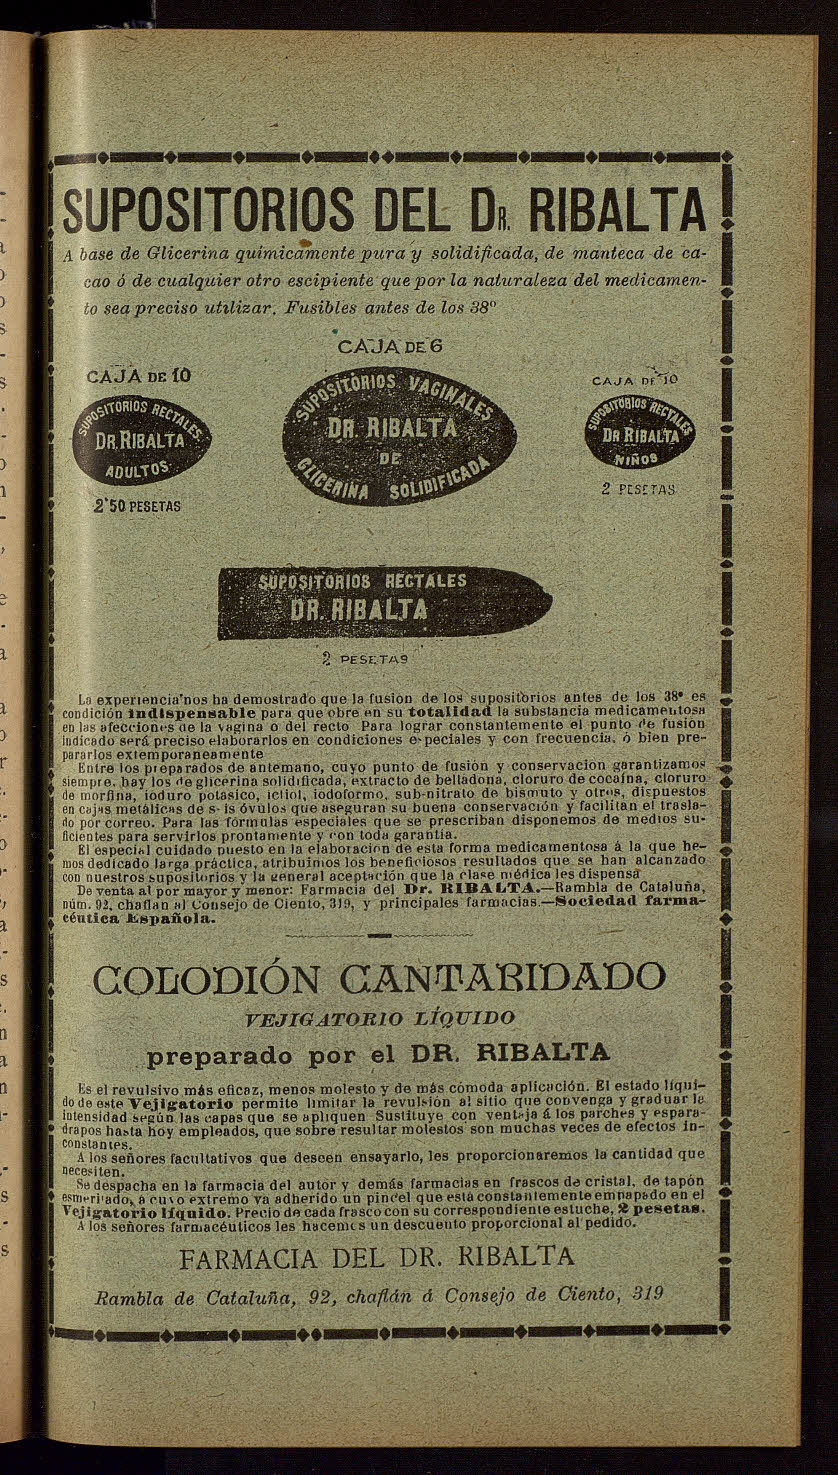 SUPOSITORIOS DEL DR. RIBALTA
A base de Glicerina químicamente pura y solidificada, de manteca de ca-
cao ó de cualquier otro escipiente que por la naturaleza del medicamen-
to sea preciso utilizar. Fusibles antes de los 38º
CAJA DE 10
SUPOSITORIOS RECTALES
DR. RIBALTA
ADULTOS
2'50 PESETAS
CAJA DE 6
SUPOSITORIOS VAGINALES
DR. RIBALTA
DE
GLICERINA SOLIDIFICADA
CAJA DE 10
SUPOSITORIOS RECTALES
DR RIBALTA
NIÑOS
2 PESETAS
SUPOSITORIOS RECTALES
DR. RIBALTA
2 PESETAS
La experiencia nos ha demostrado que la fusión de los supositorios antes de los 38º es
condición indispensable para que obre en su totalidad la substancia medicamentosa
en las afecciones de la vagina o del recto Para lograr constantemente el punto de fusión
indicado será preciso elaborarlos en condiciones especiales y con frecuencia, ó bien pre-
pararlos extemporaneamente
Entre los preparados de antemano, cuyo punto de fusión y conservacion garantizamos
siempre, hay los de glicerina solidificada, extracto de belladona, cloruro de cocaína, cloruro
de morfina, ioduro potásico, ictiol, iodoformo, sub-nitrato de bismuto y otros, dispuestos
en cajas metálicas de seis óvulos que aseguran su buena conservación y facilitan el trasla-
do por correo. Para las fórmulas especiales que se prescriban disponemos de medios su-
ficientes para servirlos prontamente y con toda garantía.
El especial cuidado puesto en la elaboracion de esta forma medicamentosa á la que he-
mos dedicado larga práctica, atribuimos los beneficiosos resultados que se han alcanzado
con nuestros supositorios y la general aceptación que la clase médica les dispensa
De venta al por mayor y menor: Farmacia del Dr. RIBALTA.—Rambla de Cataluña,
núm. 92, chaflan al Consejo de Ciento, 319, y principales farmacias.—Sociedad farma-
céutica Española.
COLODIÓN CANTARIDADO
VEJIGATORIO LÍQUIDO
preparado por el DR. RIBALTA
Es el revulsivo más eficaz, menos molesto y de más cómoda aplicación. El estado líqui-
do de este Vejigatorio permite limitar la revulsión al sitio que convenga y graduar la
intensidad según las capas que se apliquen Sustituye con ventaja á los parches y espara-
drapos hasta hoy empleados, que sobre resultar molestos son muchas veces de efectos in-
constantes.
A los señores facultativos que deseen ensayarlo, les proporcionaremos la cantidad que
necesiten.
Se despacha en la farmacia del autor y demás farmacias en frascos de cristal, de tapón
esmerilado, a cuyo extremo va adherido un pincel que está constantemente empapado en el
Vejigatorio líquido. Precio de cada frasco con su correspondiente estuche, 2 pesetas.
A los señores farmacéuticos les hacemos un descuento proporcional al pedido.
FARMACIA DEL DR. RIBALTA
Rambla de Cataluña, 92, chaflán á Consejo de Ciento, 319